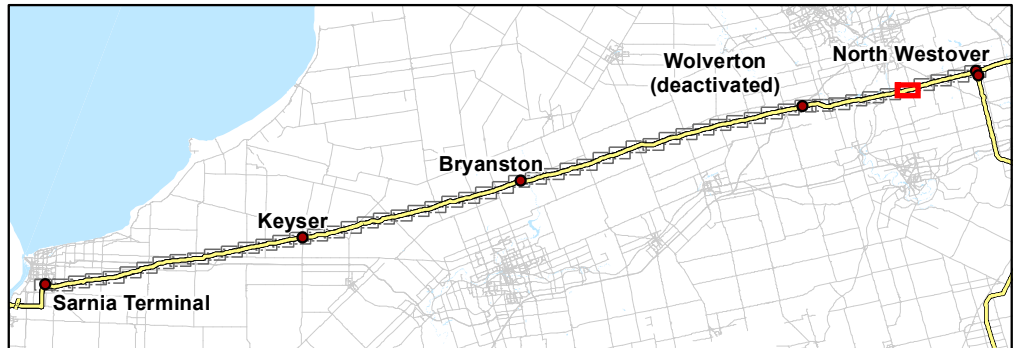 Wolverton
(deactivated)
North Westover
Bryanston
Keyser
Sarnia Terminal